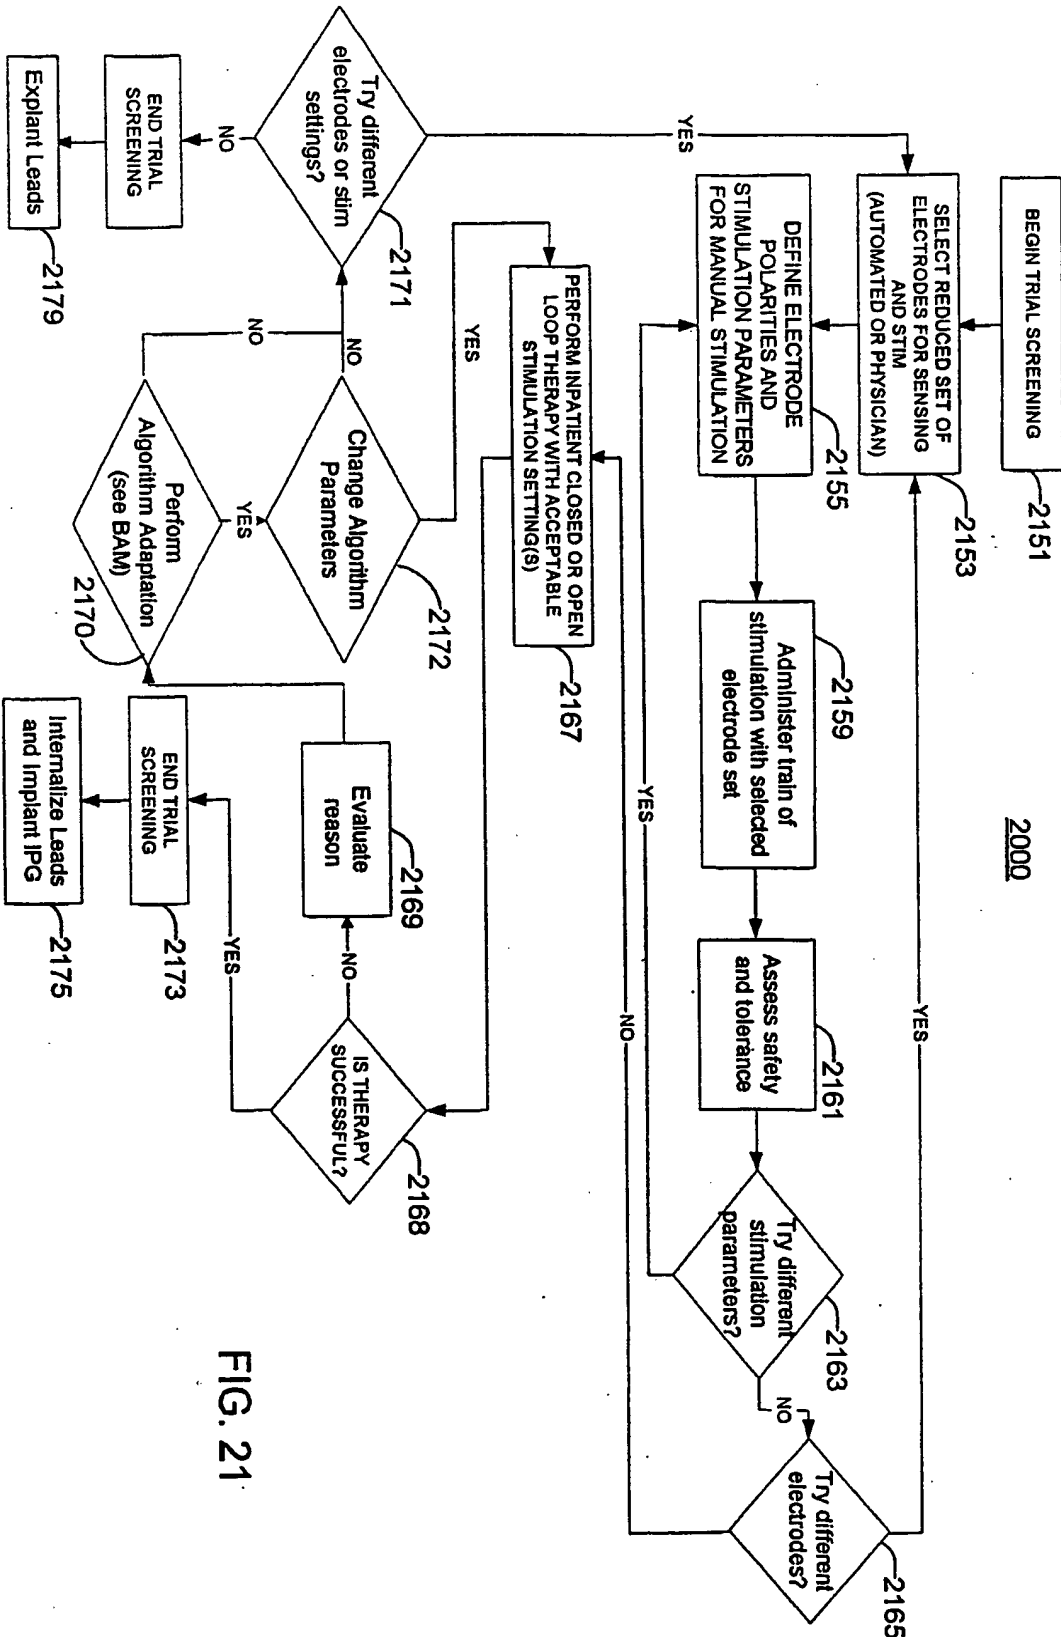 2000
BEGIN TRIAL SCREENING
2151
SELECT REDUCED SET OF
ELECTRODES FOR SENSING
AND STIM
(AUTOMATED OR PHYSICIAN)
2153
DEFINE ELECTRODE
POLARITIES AND
STIMULATION PARAMETERS
FOR MANUAL STIMULATION
2155
Administer train of
stimulation with selected
electrode set
2159
Assess safety
and tolerance
2161
Try different
stimulation
parameters?
2163
NO
YES
Try different
electrodes?
2165
YES
NO
PERFORM INPATIENT CLOSED OR OPEN
LOOP THERAPY WITH ACCEPTABLE
STIMULATION SETTING(S)
2167
IS THERAPY
SUCCESSFUL?
2168
NO
YES
Evaluate
reason
2169
END TRIAL
SCREENING
2173
Internalize Leads
and Implant IPG
2175
Perform
Algorithm Adaptation
(see BAM)
2170
YES
NO
Change Algorithm
Parameters
2172
YES
NO
Try different
electrodes or stim
settings?
2171
YES
NO
END TRIAL
SCREENING
Explant Leads
2179
FIG. 21